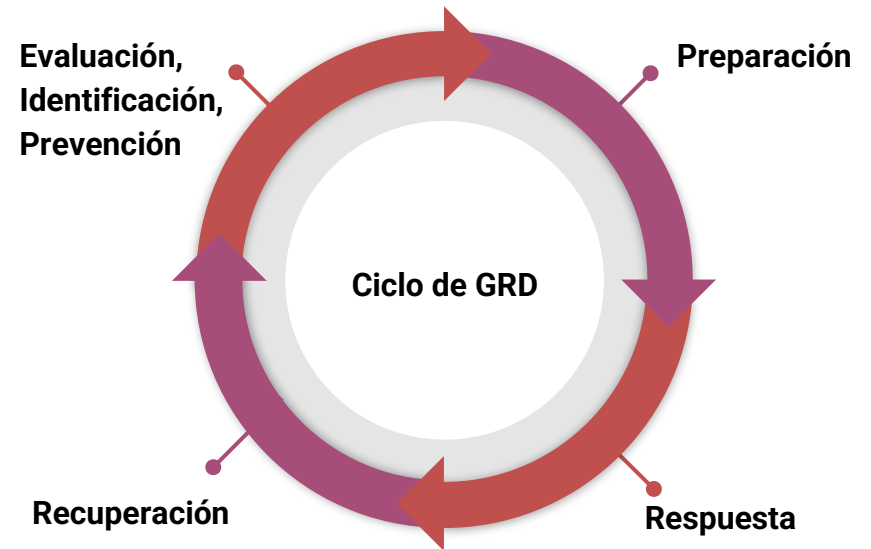 Evaluación,
Identificación,
Prevención
Preparación
Ciclo de GRD
Recuperación
Respuesta